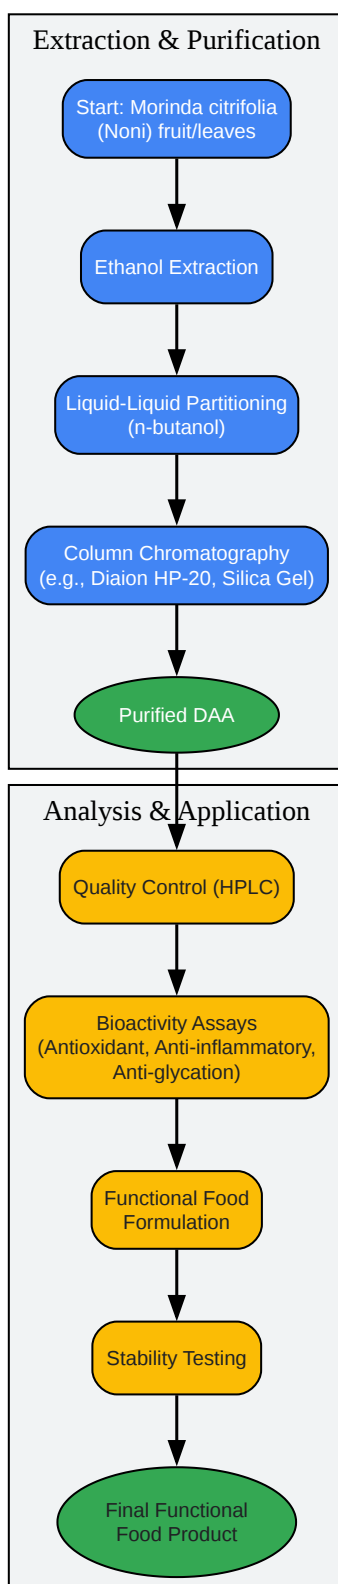 Extraction & Purification
Start: Morinda citrifolia
(Noni) fruit/leaves
Ethanol Extraction
Liquid-Liquid Partitioning
(n-butanol)
Column Chromatography
(e.g., Diaion HP-20, Silica Gel)
Purified DAA
Analysis & Application
Quality Control (HPLC)
Bioactivity Assays
(Antioxidant, Anti-inflammatory,
Anti-glycation)
Functional Food
Formulation
Stability Testing
Final Functional
Food Product